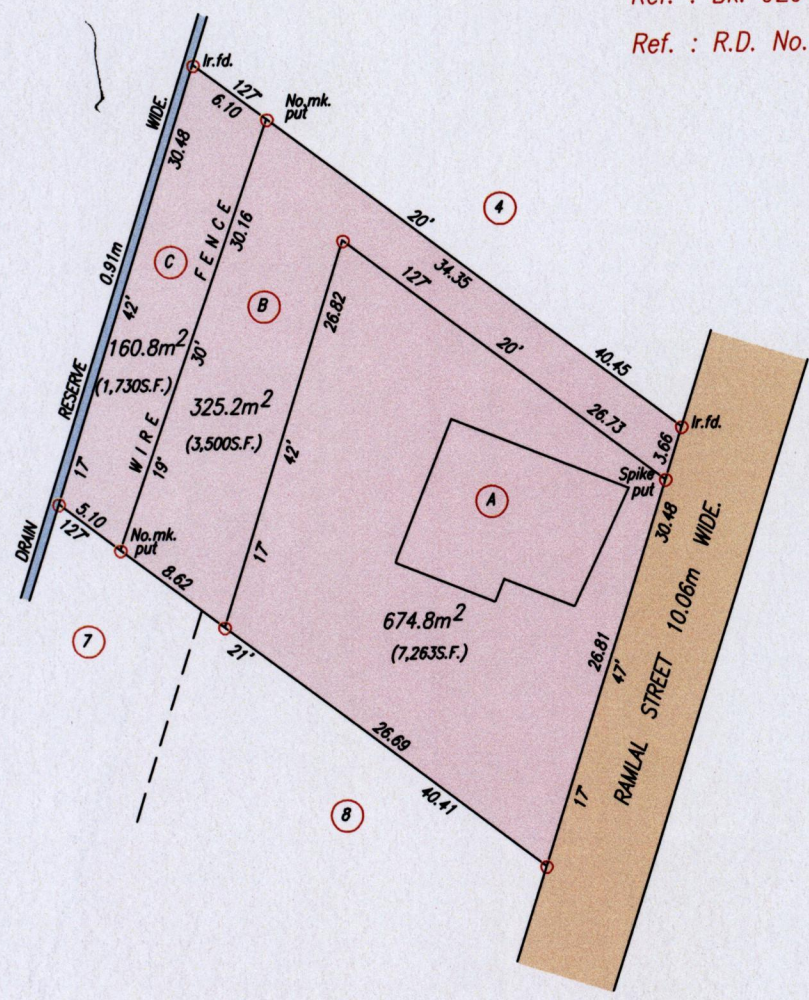 Ref. : R.D. No.
Ir.fd.
127'
6.10
No.mk.
put
WIDE.
30.48
20'
4
34.35
40.45
FENCE
30.16
0.91m
C
127'
20'
26.73
B
26.82
42'
160.8m²
(1,730S.F.)
30'
325.2m²
(3,500S.F.)
Ir.fd.
3.66
RESERVE
WIRE
19'
42'
Spike
put
A
30.48
17'
5.10
127'
No.mk.
put
DRAIN
8.62
17'
674.8m²
(7,263S.F.)
RAMLAL STREET 10.06m WIDE.
26.81
47'
7
21'
26.69
40.41
17'
8